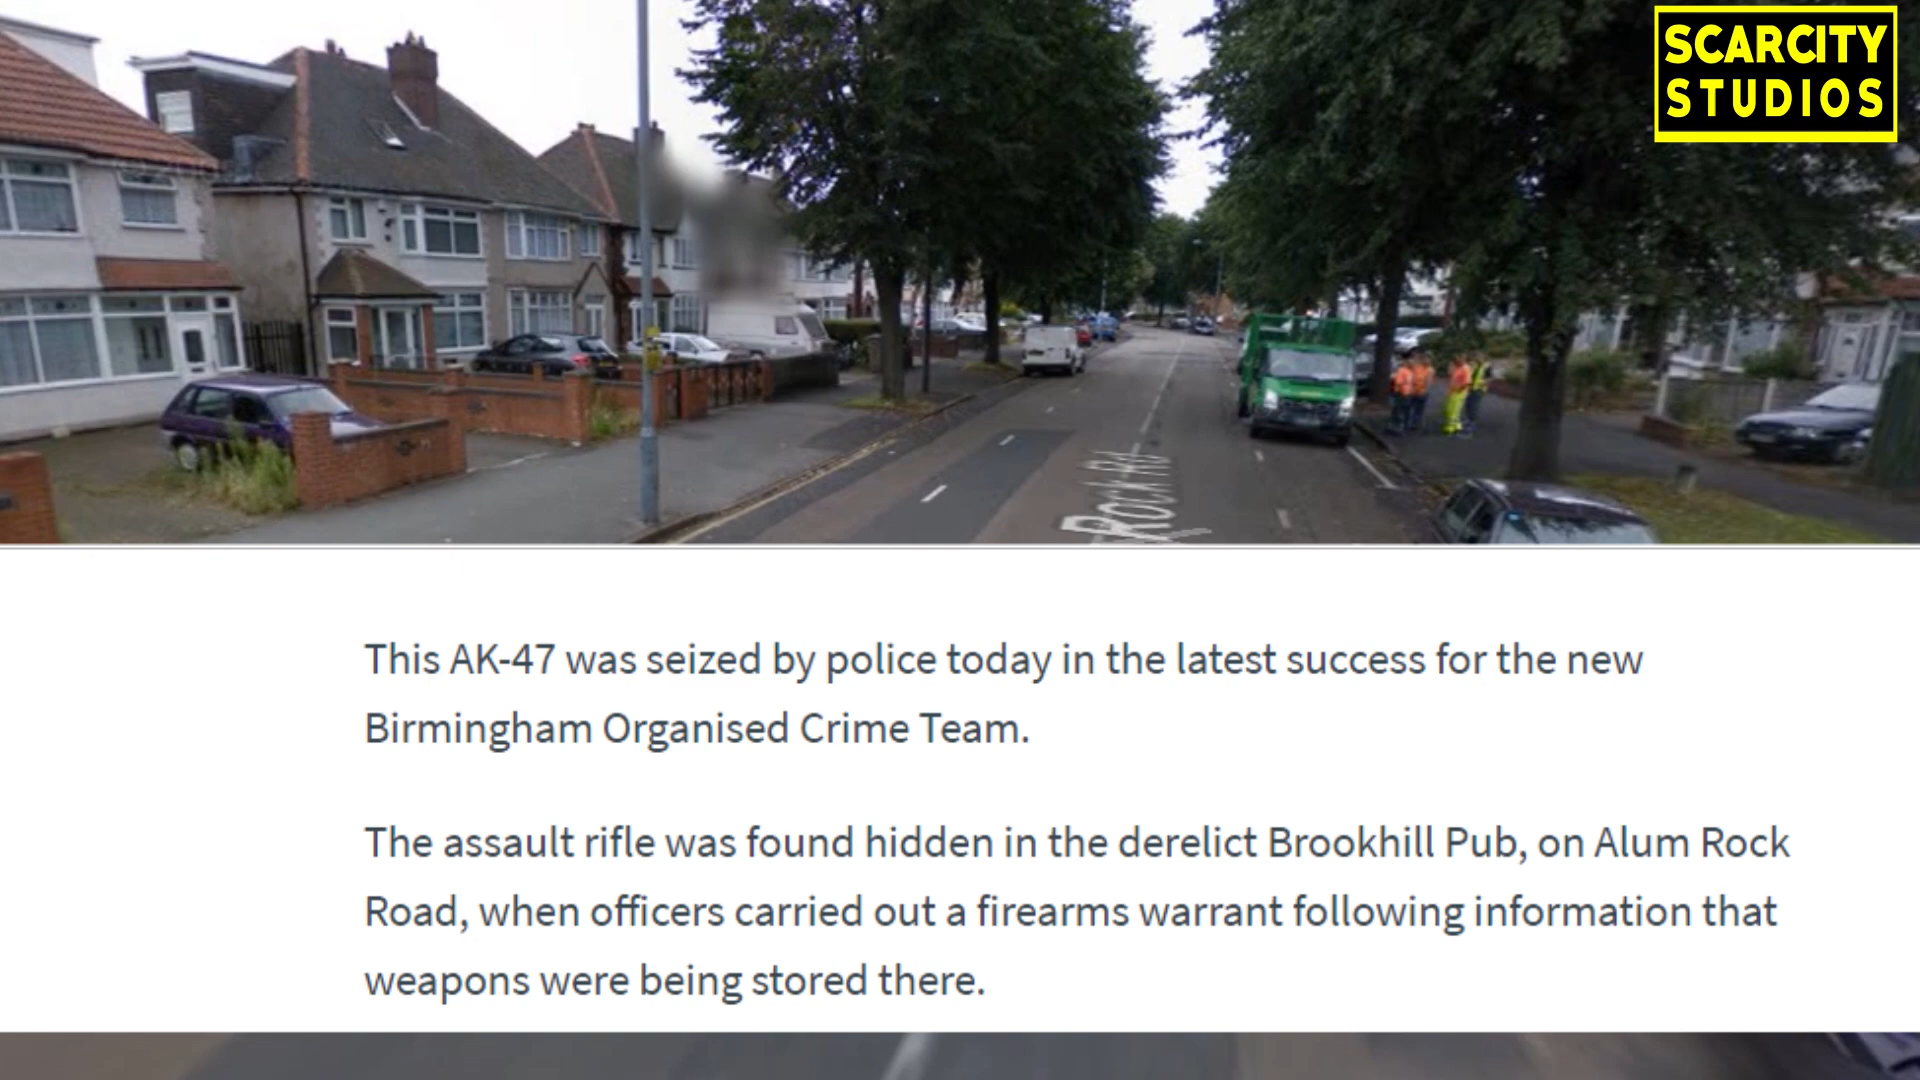 SCARCITY
STUDIOS
Rock Rd
This AK-47 was seized by police today in the latest success for the new
Birmingham Organised Crime Team.
The assault rifle was found hidden in the derelict Brookhill Pub, on Alum Rock
Road, when officers carried out a firearms warrant following information that
weapons were being stored there.